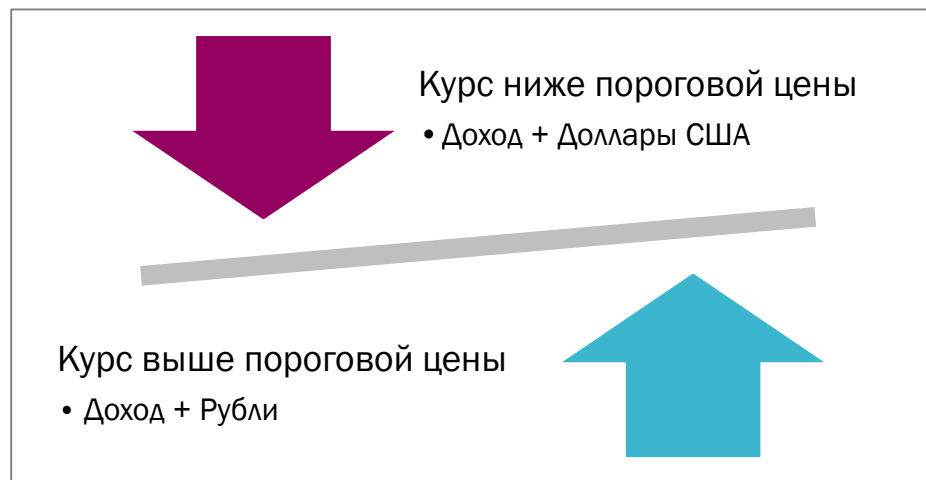 Курс ниже пороговой цены
• Доход + Доллары США
Курс выше пороговой цены
• Доход + Рубли